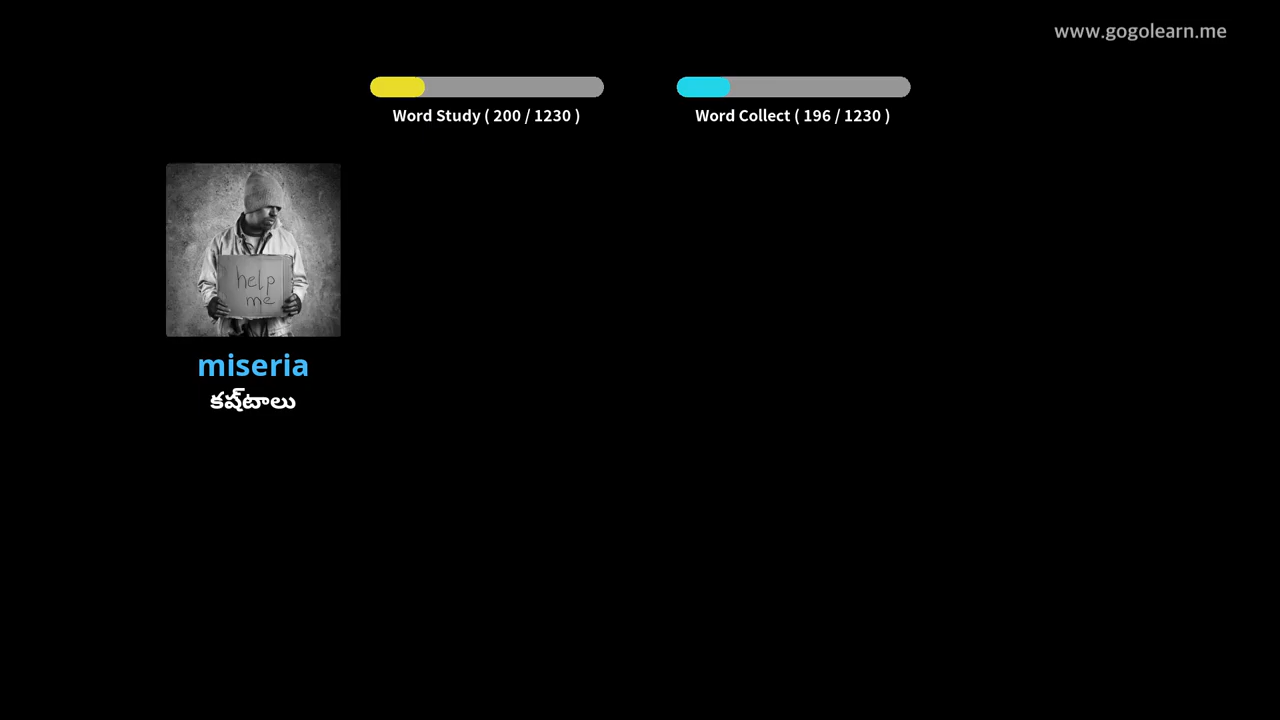 www.gogolearn.me
Word Study ( 200 / 1230 )
Word Collect ( 196 / 1230 )
help
me
miseria
కష్‌టాలు